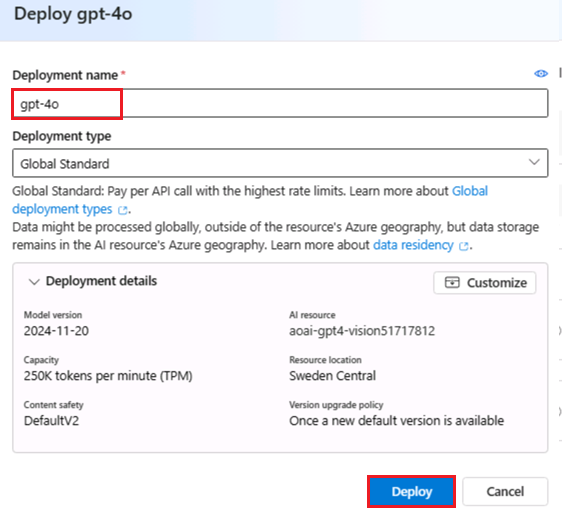 Deploy gpt-4o
Deployment name *
gpt-4o
Deployment type
Global Standard
Global Standard: Pay per API call with the highest rate limits. Learn more about Global
deployment types.
Data might be processed globally, outside of the resource's Azure geography, but data storage
remains in the AI resource's Azure geography. Learn more about data residency.
Deployment details
Customize
Model version
2024-11-20
AI resource
aoai-gpt4-vision51717812
Capacity
250K tokens per minute (TPM)
Resource location
Sweden Central
Content safety
DefaultV2
Version upgrade policy
Once a new default version is available
Deploy
Cancel